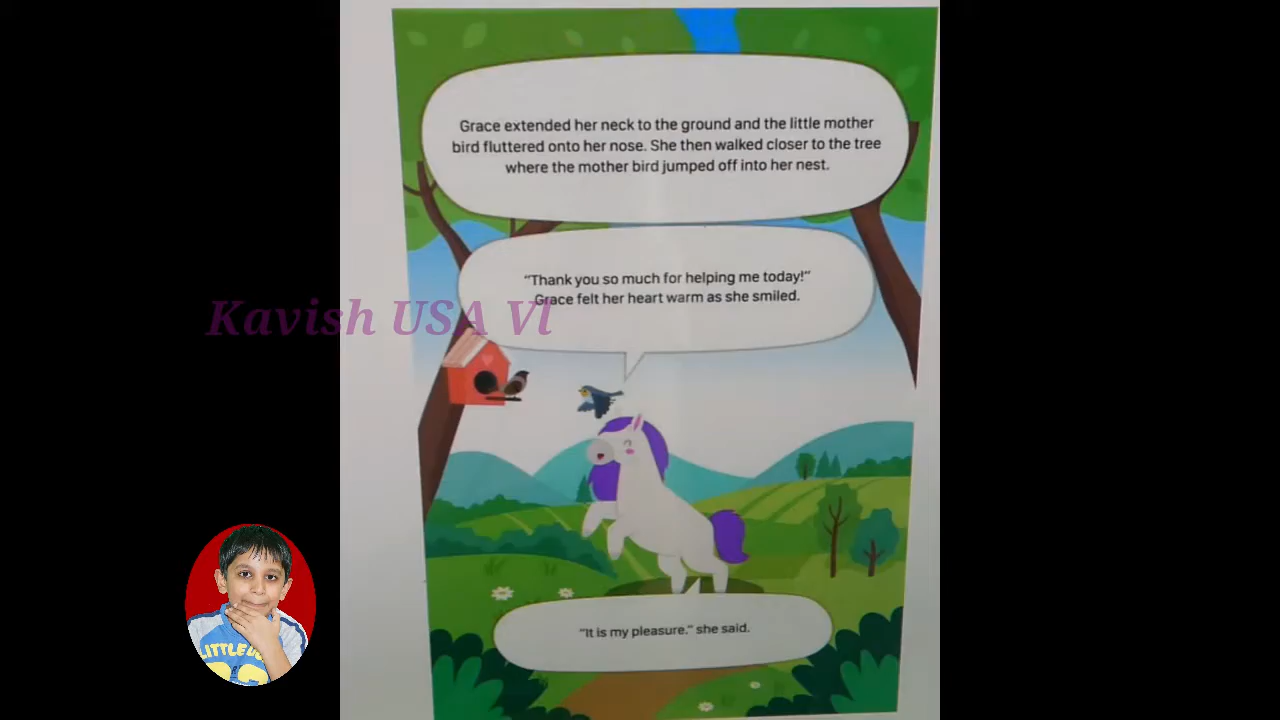 Grace extended her neck to the ground and the little mother
bird fluttered onto her nose. She then walked closer to the tree
where the mother bird jumped off into her nest.
“Thank you so much for helping me today!”
Grace felt her heart warm as she smiled.
Kavish USA Vl
“It is my pleasure.” she said.
LITTLE